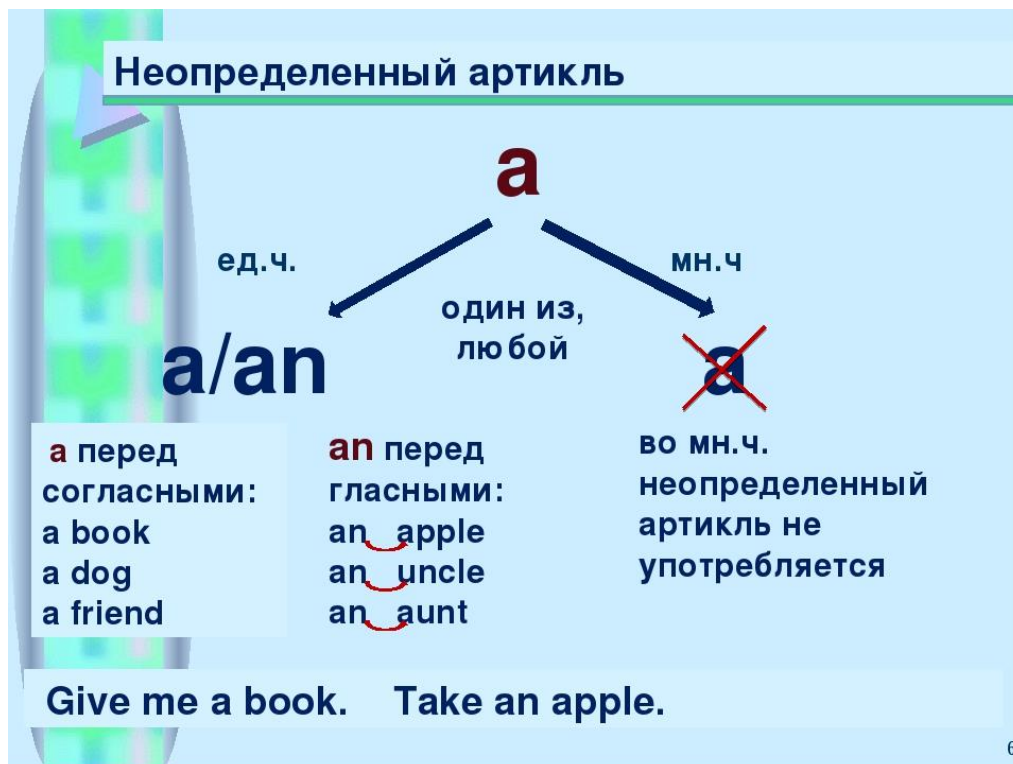 Неопределенный артикль
a
ед.ч.
мн.ч
один из,
любой
a/an
a
а перед
согласными:
a book
a dog
a friend
an перед
гласными:
an apple
an uncle
an aunt
во мн.ч.
неопределенный
артикль не
употребляется
Give me a book. Take an apple.
6